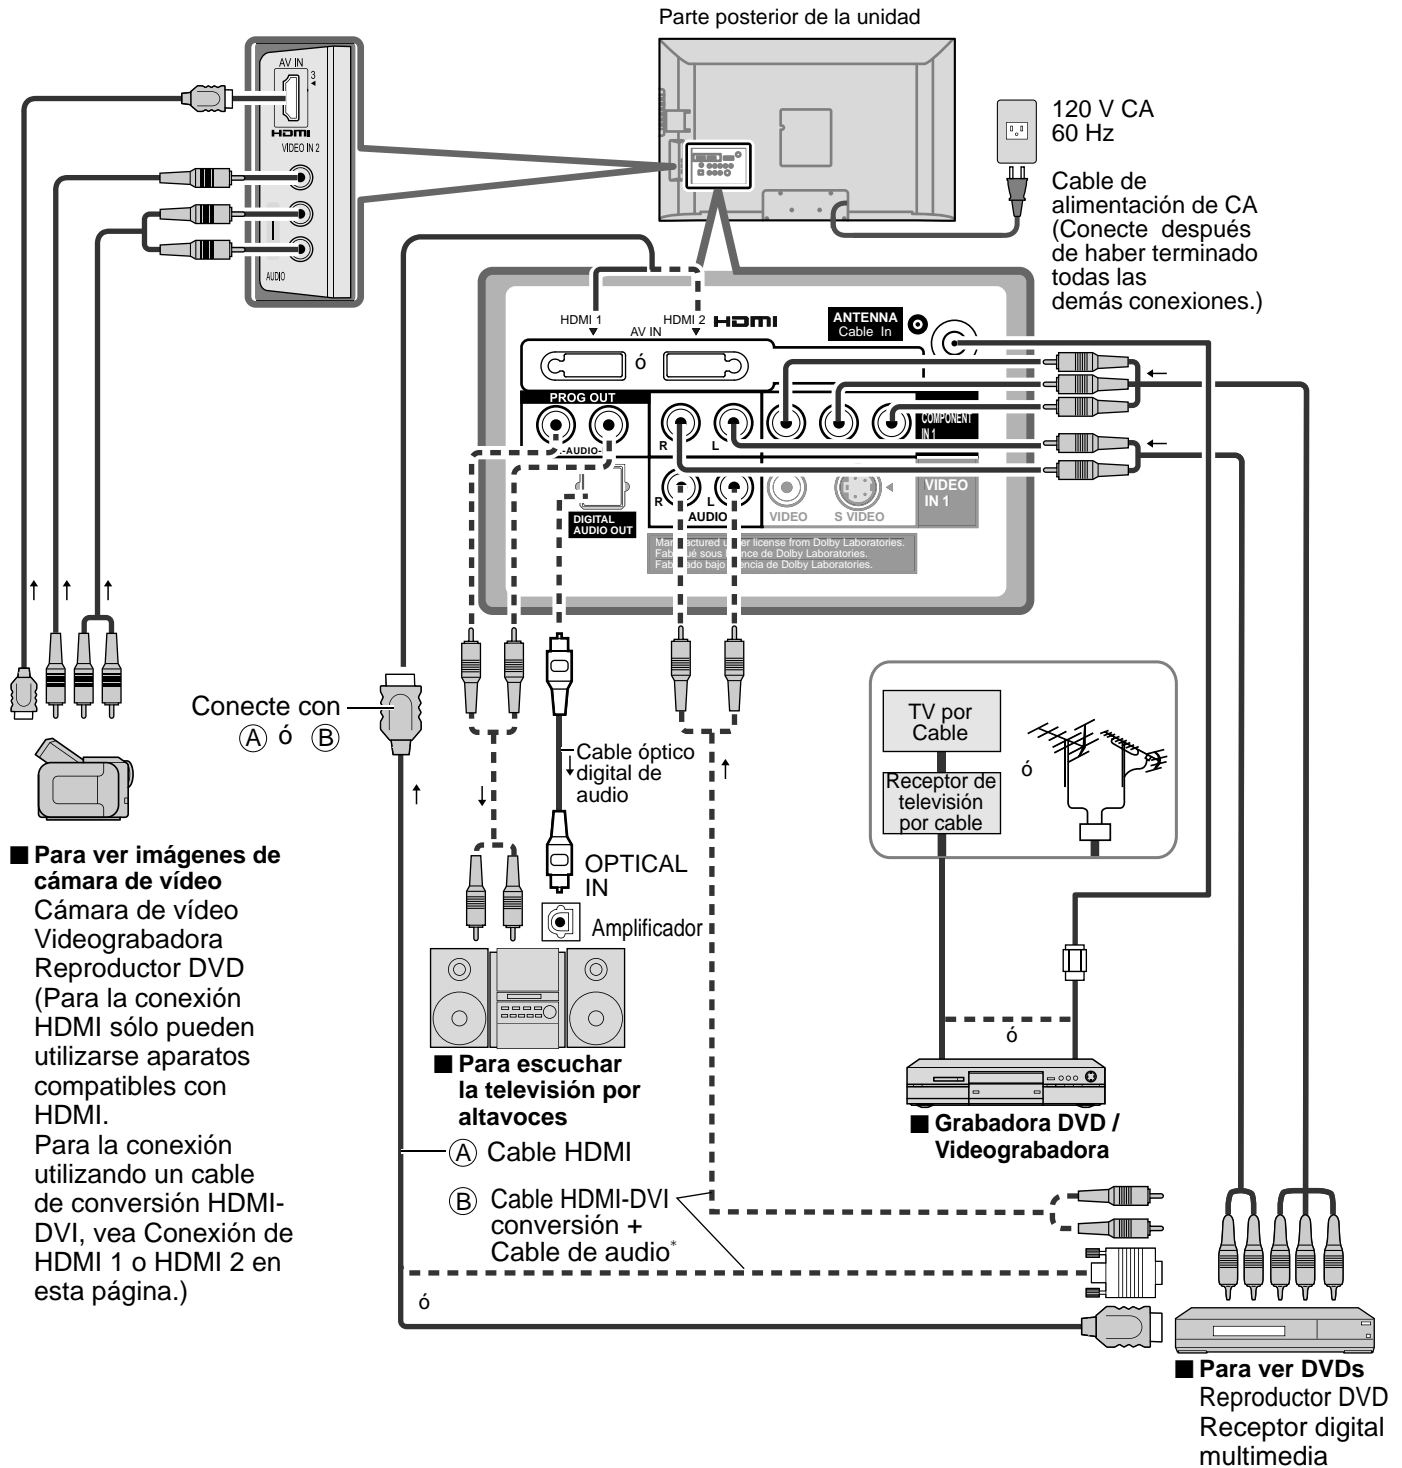 Parte posterior de la unidad
AV IN
3
HDMI
VIDEO IN 2
AUDIO
120 V CA
60 Hz
Cable de
alimentación de CA
(Conecte después
de haber terminado
todas las
demás conexiones.)
HDMI 1
AV IN
HDMI 2
HDMI
ANTENNA
Cable In
ó
PROG OUT
R
L
COMPONENT
IN 1
-AUDIO-
R
L
AUDIO
VIDEO
S VIDEO
VIDEO
IN 1
DIGITAL
AUDIO OUT
Conecte con
Ⓐ ó Ⓑ
Cable óptico
digital de
audio
OPTICAL
IN
Amplificador
TV por
Cable
Receptor de
televisión
por cable
ó
ó
■ Para ver imágenes de
cámara de vídeo
Cámara de vídeo
Videograbadora
Reproductor DVD
(Para la conexión
HDMI sólo pueden
utilizarse aparatos
compatibles con
HDMI.
Para la conexión
utilizando un cable
de conversión HDMI-
DVI, vea Conexión de
HDMI 1 o HDMI 2 en
esta página.)
■ Para escuchar
la televisión por
altavoces
■ Grabadora DVD /
Videograbadora
Ⓐ Cable HDMI
Ⓑ Cable HDMI-DVI
conversión +
Cable de audio*
ó
■ Para ver DVDs
Reproductor DVD
Receptor digital
multimedia